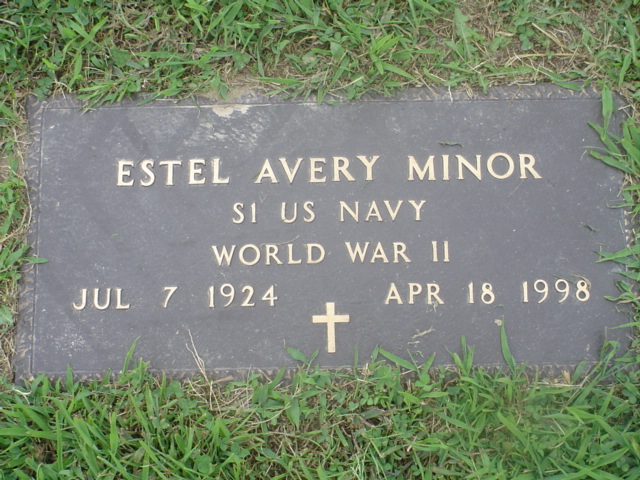 ESTEL AVERY MINOR
S1 US NAVY
WORLD WAR II
JUL 7 1924 APR 18 1998